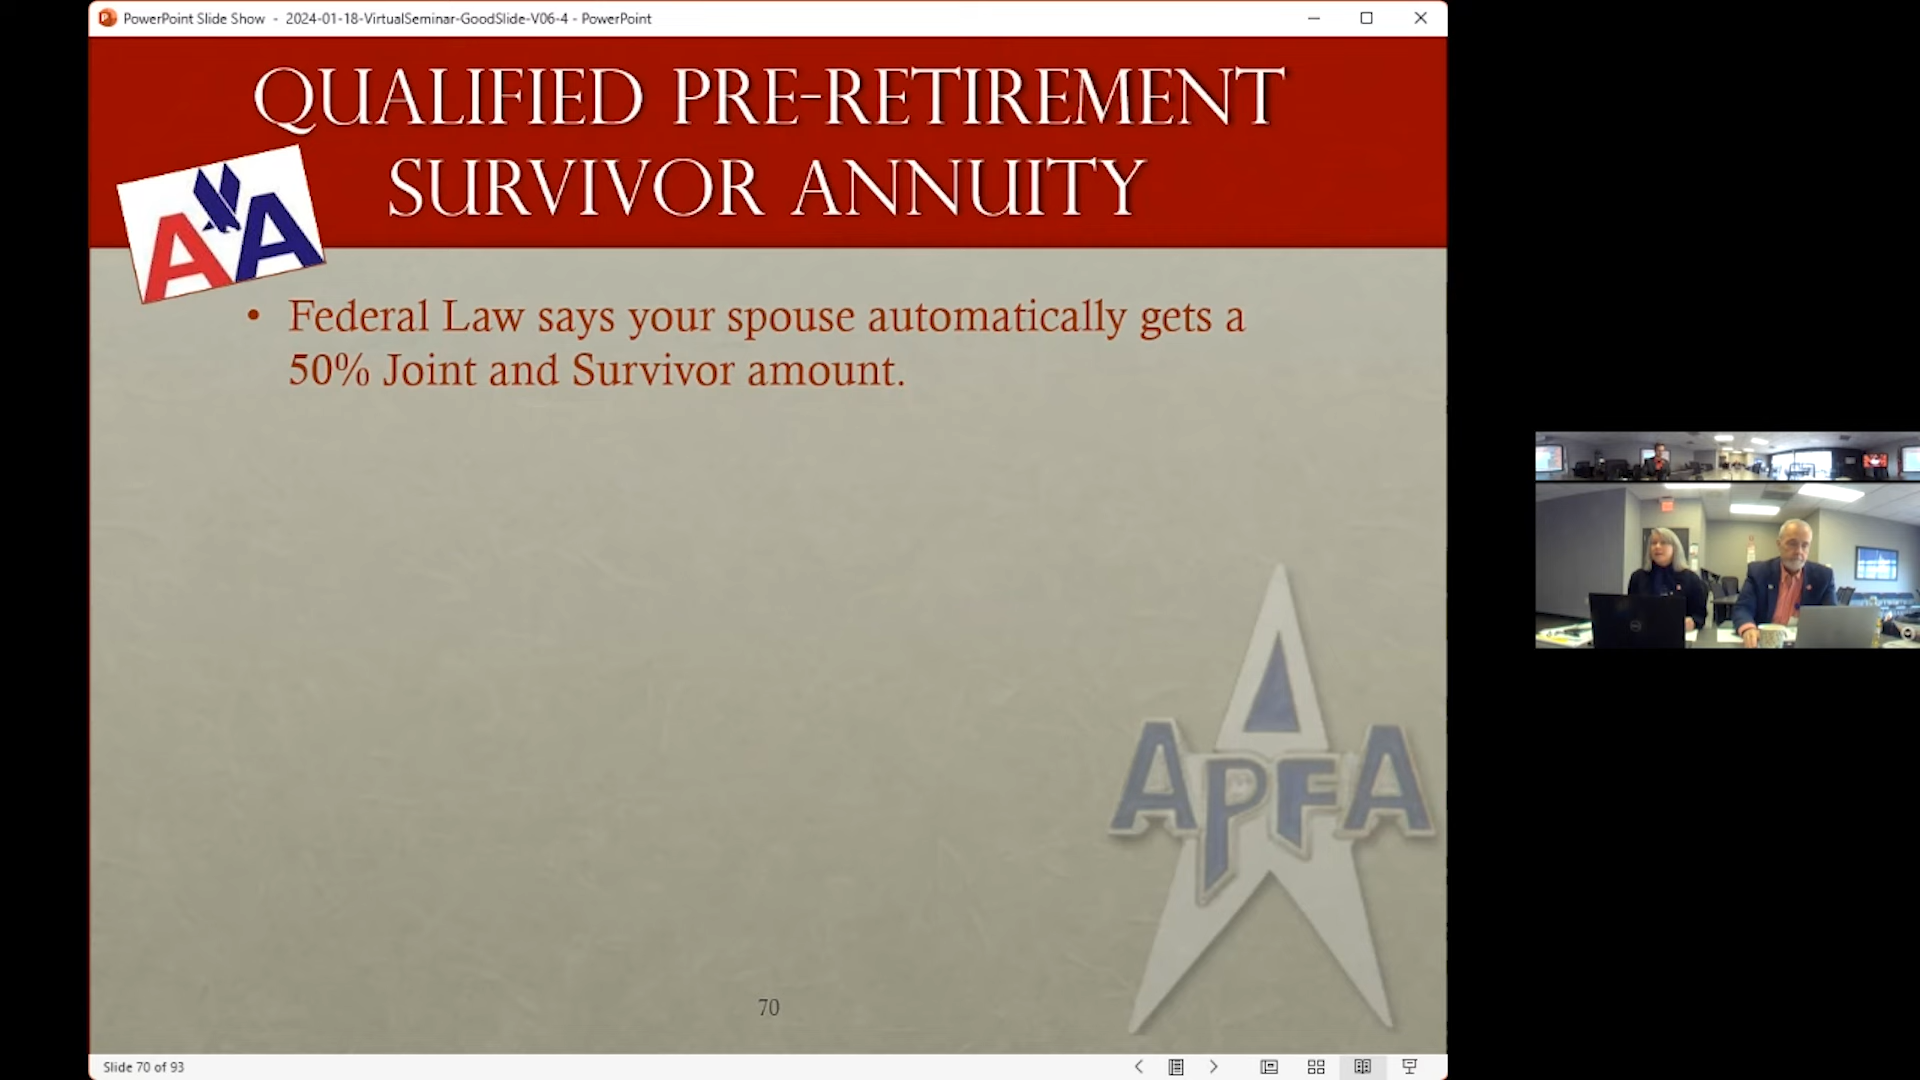 PowerPoint Slide Show - 2024-01-18-VirtualSeminar-GoodSlide-V06-4 - PowerPoint
QUALIFIED PRE-RETIREMENT
SURVIVOR ANNUITY
AA
• Federal Law says your spouse automatically gets a
50% Joint and Survivor amount.
APFA
70
Slide 70 of 93